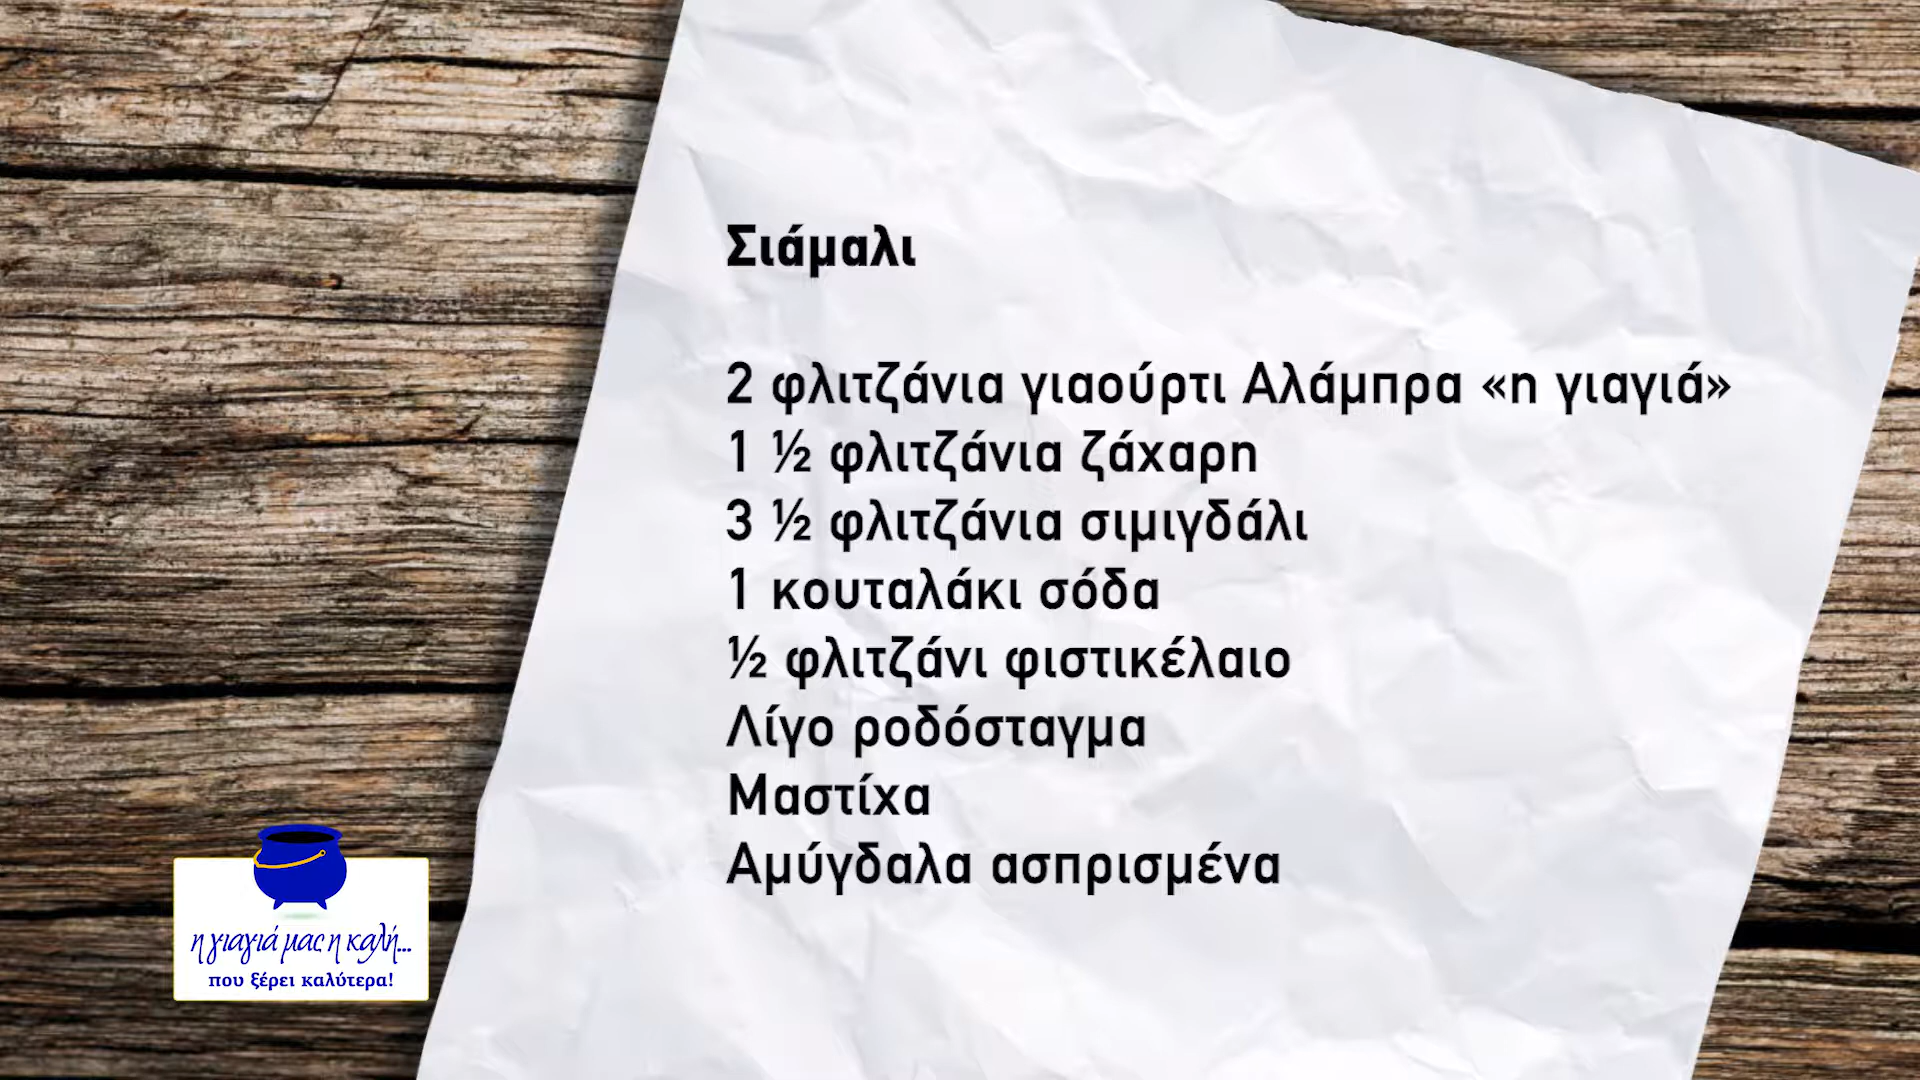 Σιάμαλι
2 φλιτζάνια γιαούρτι Αλάμπρα «η γιαγιά»
1 ½ φλιτζάνια ζάχαρη
3 ½ φλιτζάνια σιμιγδάλι
1 κουταλάκι σόδα
½ φλιτζάνι φιστικέλαιο
Λίγο ροδόσταγμα
Μαστίχα
Αμύγδαλα ασπρισμένα
η γιαγιά μας η καλή...
που ξέρει καλύτερα!